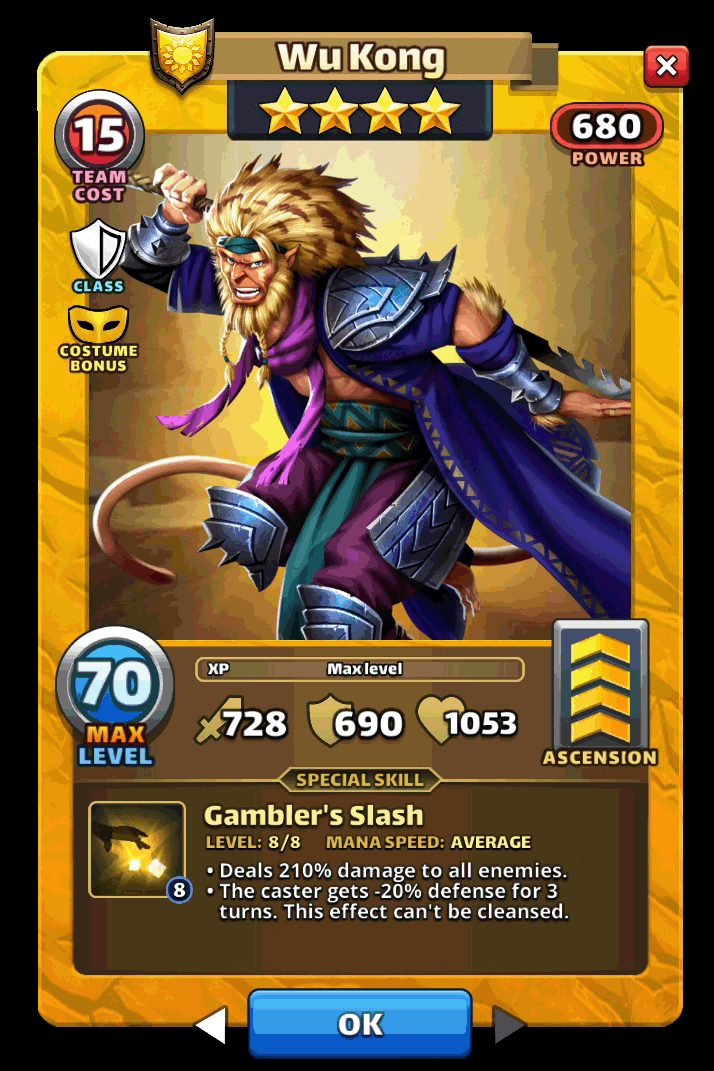 Wu Kong
15
TEAM
COST
680
POWER
CLASS
COSTUME
BONUS
70
MAX
LEVEL
XP Max level
728 690 1053
ASCENSION
SPECIAL SKILL
Gambler's Slash
LEVEL: 8/8 MANA SPEED: AVERAGE
8
• Deals 210% damage to all enemies.
• The caster gets -20% defense for 3
turns. This effect can't be cleansed.
OK